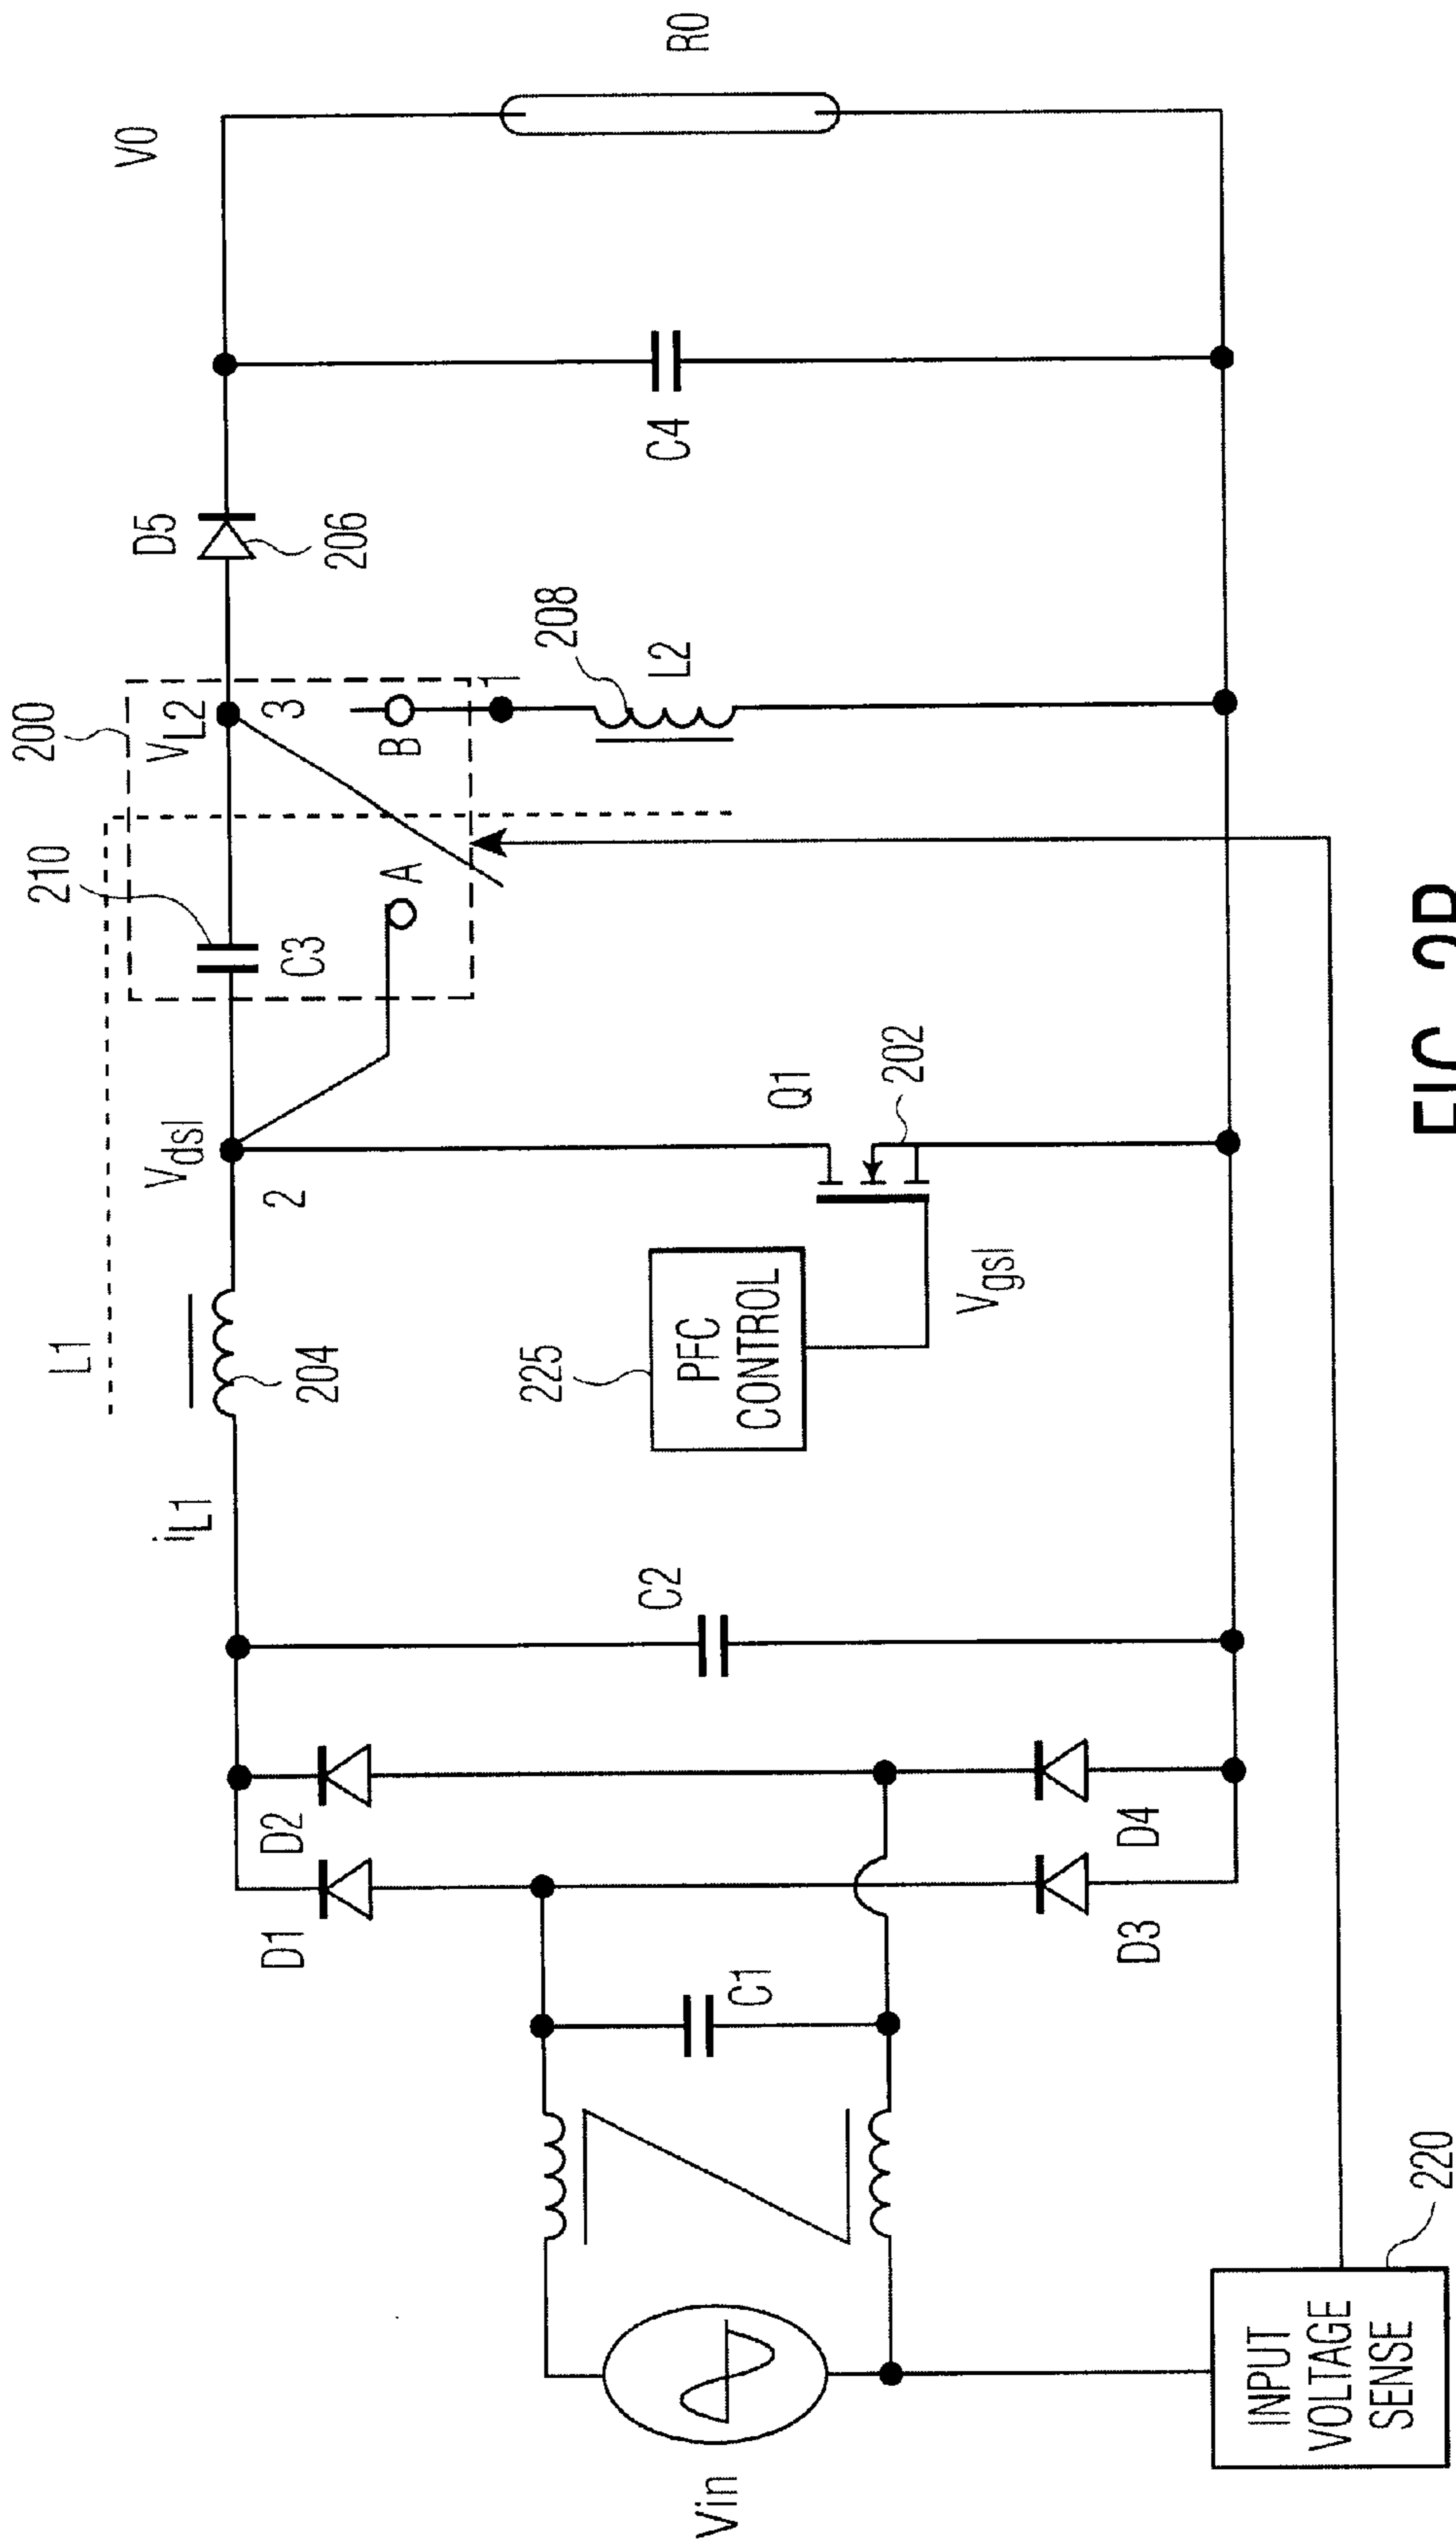 200
210
L1
V0
VL2
3
Vdsl
2
iL1
C3
A
B
1
204
D5
206
208
L2
C4
R0
225
PFC
CONTROL
Vgsl
Q1
202
C2
D1
D2
D3
D4
C1
Vin
INPUT
VOLTAGE
SENSE
220